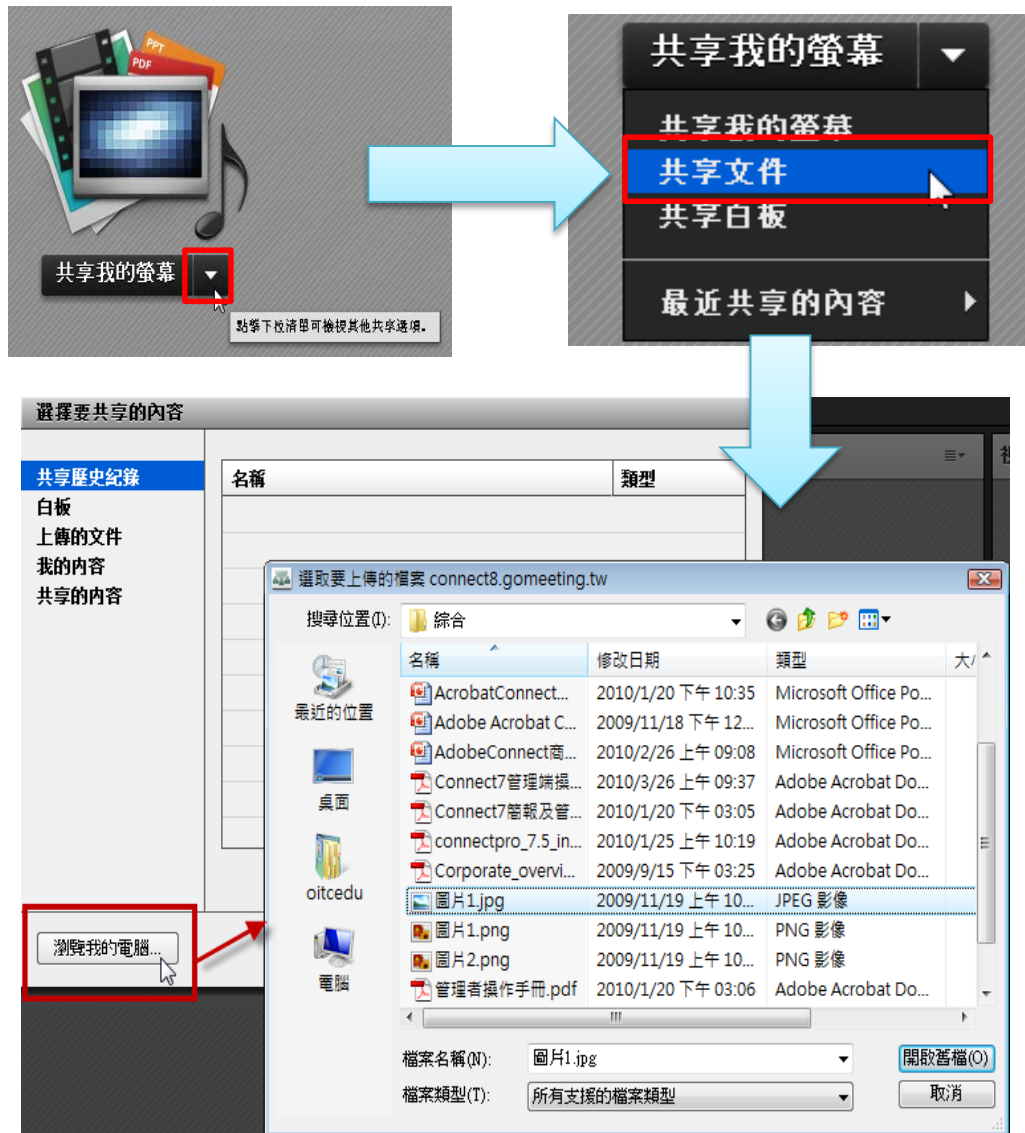 PPT
PDF
共享我的螢幕
點擊下拉清單可檢視其他共享選項。
共享我的螢幕
共享我的螢幕
共享文件
共享白板
最近共享的內容
選擇要共享的內容
共享歷史紀錄
白板
上傳的文件
我的內容
共享的內容
名稱 類型
選取要上傳的檔案 connect8.gomeeting.tw
搜尋位置(I): 綜合
最近的位置
桌面
oitcedu
電腦
名稱 修改日期 類型
AcrobatConnect... 2010/1/20 下午 10:35 Microsoft Office Po...
Adobe Acrobat C... 2009/11/18 下午 12... Microsoft Office Po...
AdobeConnect商... 2010/2/26 上午 09:08 Microsoft Office Po...
Connect7管理端操... 2010/3/26 上午 09:37 Adobe Acrobat Do...
Connect7簡報及管... 2010/1/20 下午 03:05 Adobe Acrobat Do...
connectpro_7.5_in... 2010/1/25 上午 10:19 Adobe Acrobat Do...
Corporate_overvi... 2009/9/15 下午 03:25 Adobe Acrobat Do...
圖片1.jpg 2009/11/19 上午 10... JPEG 影像
圖片1.png 2009/11/19 上午 10... PNG 影像
圖片2.png 2009/11/19 上午 10... PNG 影像
管理者操作手冊.pdf 2010/1/20 下午 03:06 Adobe Acrobat Do...
瀏覽我的電腦...
檔案名稱(N): 圖片1.jpg 開啟舊檔(O)
檔案類型(T): 所有支援的檔案類型 取消